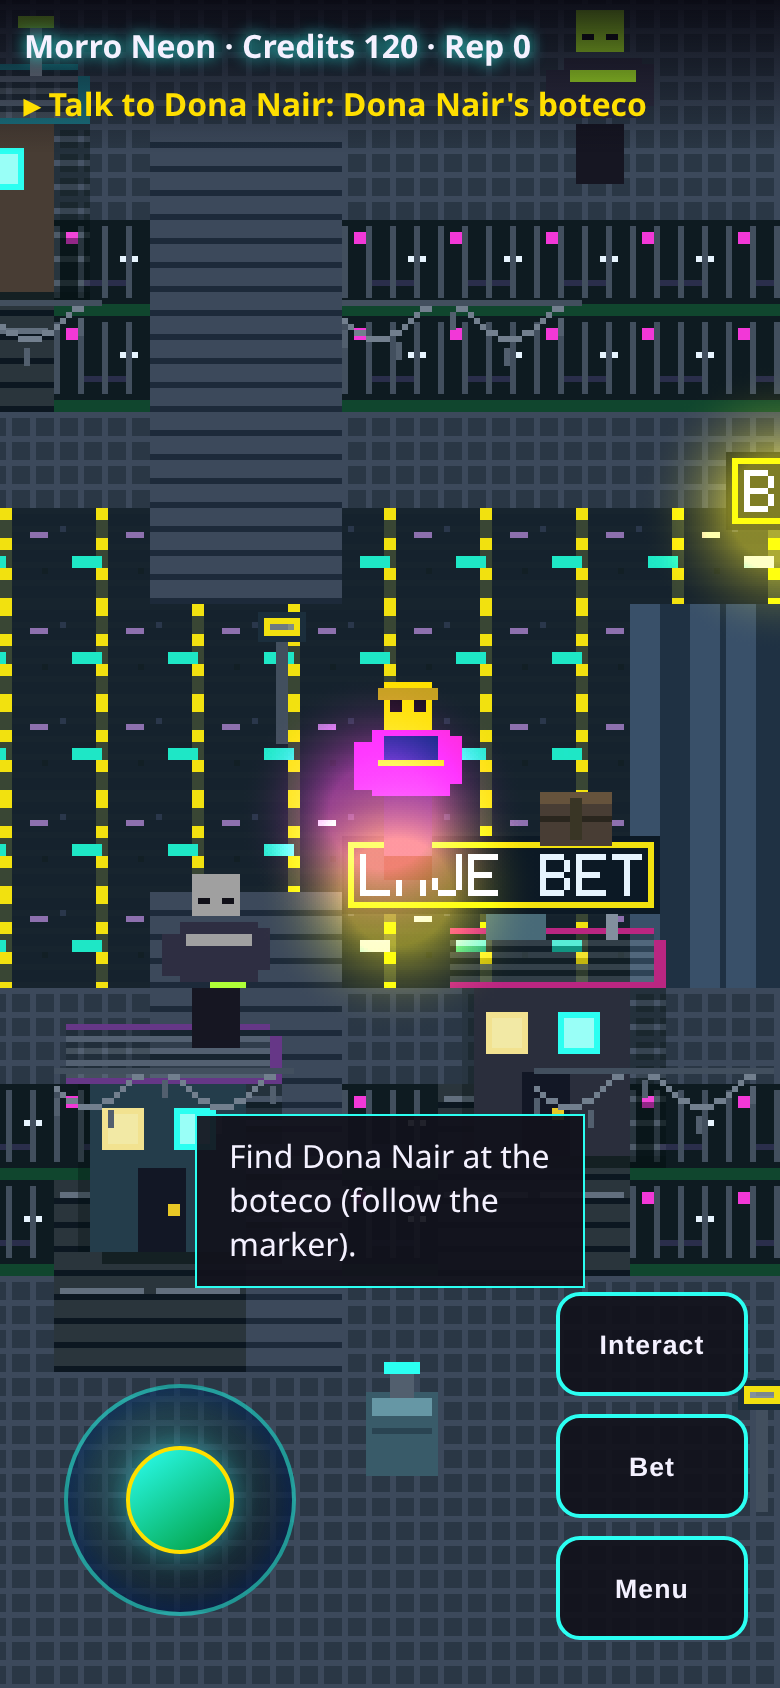 Morro Neon · Credits 120 · Rep 0
▸ Talk to Dona Nair: Dona Nair's boteco
B
LAJE BET
Find Dona Nair at the
boteco (follow the
marker).
Interact
Bet
Menu